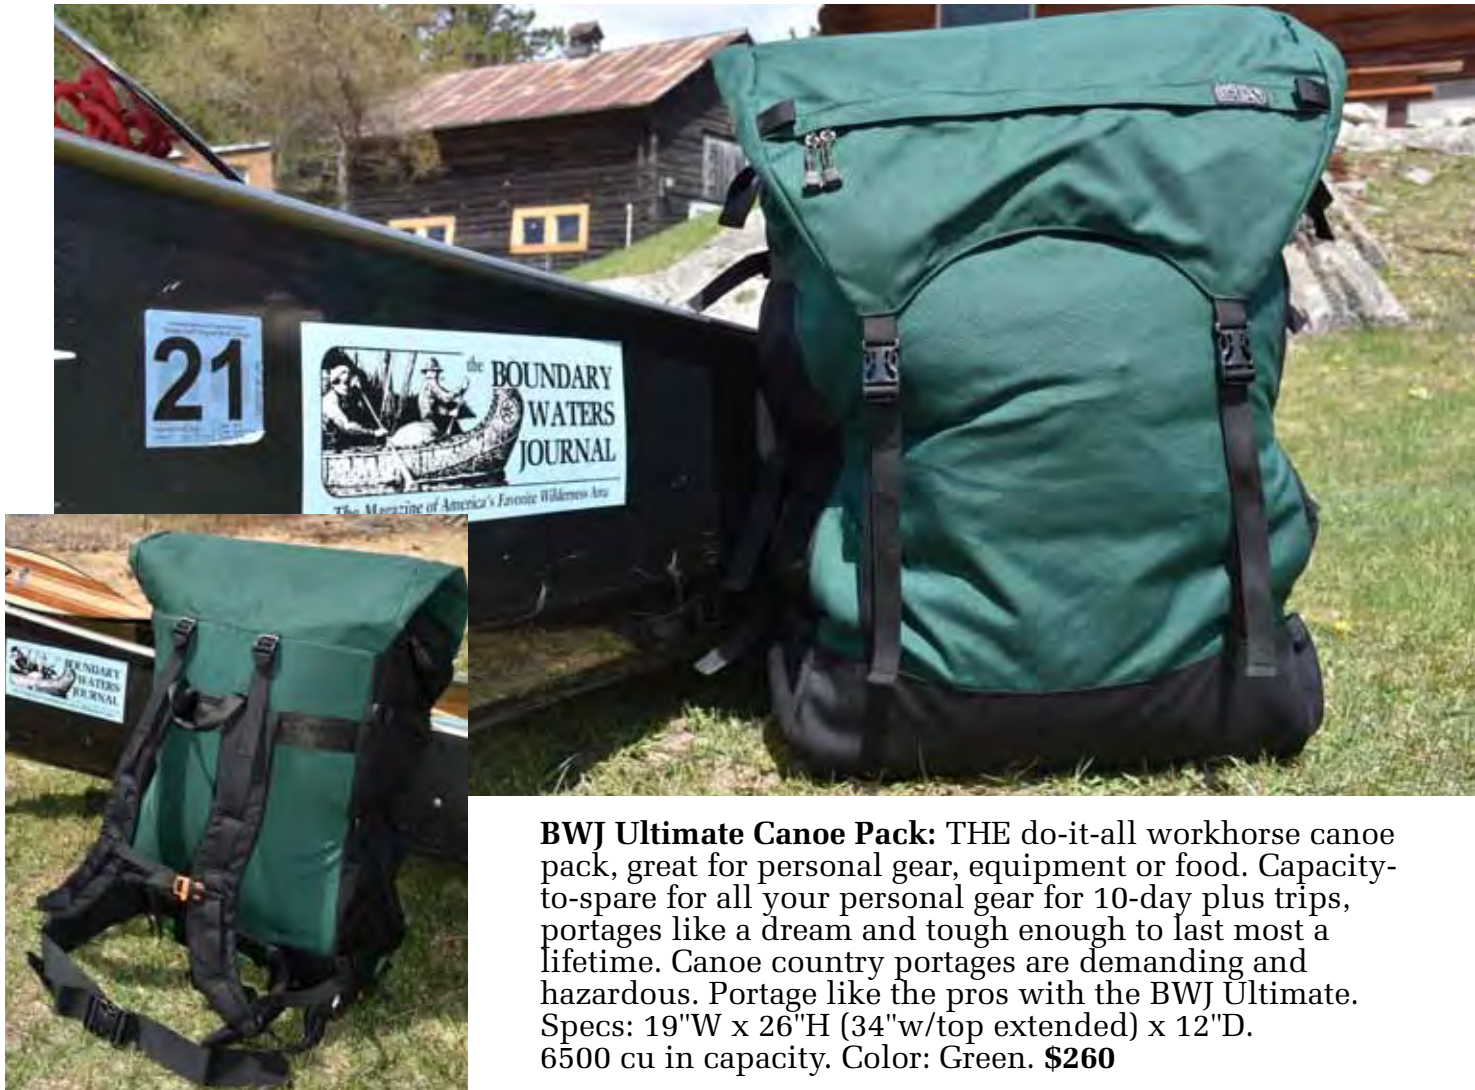 21
the
BOUNDARY
WATERS
JOURNAL
The Magazine of America's Favorite Wilderness Area
BOUNDARY
WATERS
JOURNAL
BWJ Ultimate Canoe Pack: THE do-it-all workhorse canoe
pack, great for personal gear, equipment or food. Capacity-
to-spare for all your personal gear for 10-day plus trips,
portages like a dream and tough enough to last most a
lifetime. Canoe country portages are demanding and
hazardous. Portage like the pros with the BWJ Ultimate.
Specs: 19"W x 26"H (34"w/top extended) x 12"D.
6500 cu in capacity. Color: Green. $260